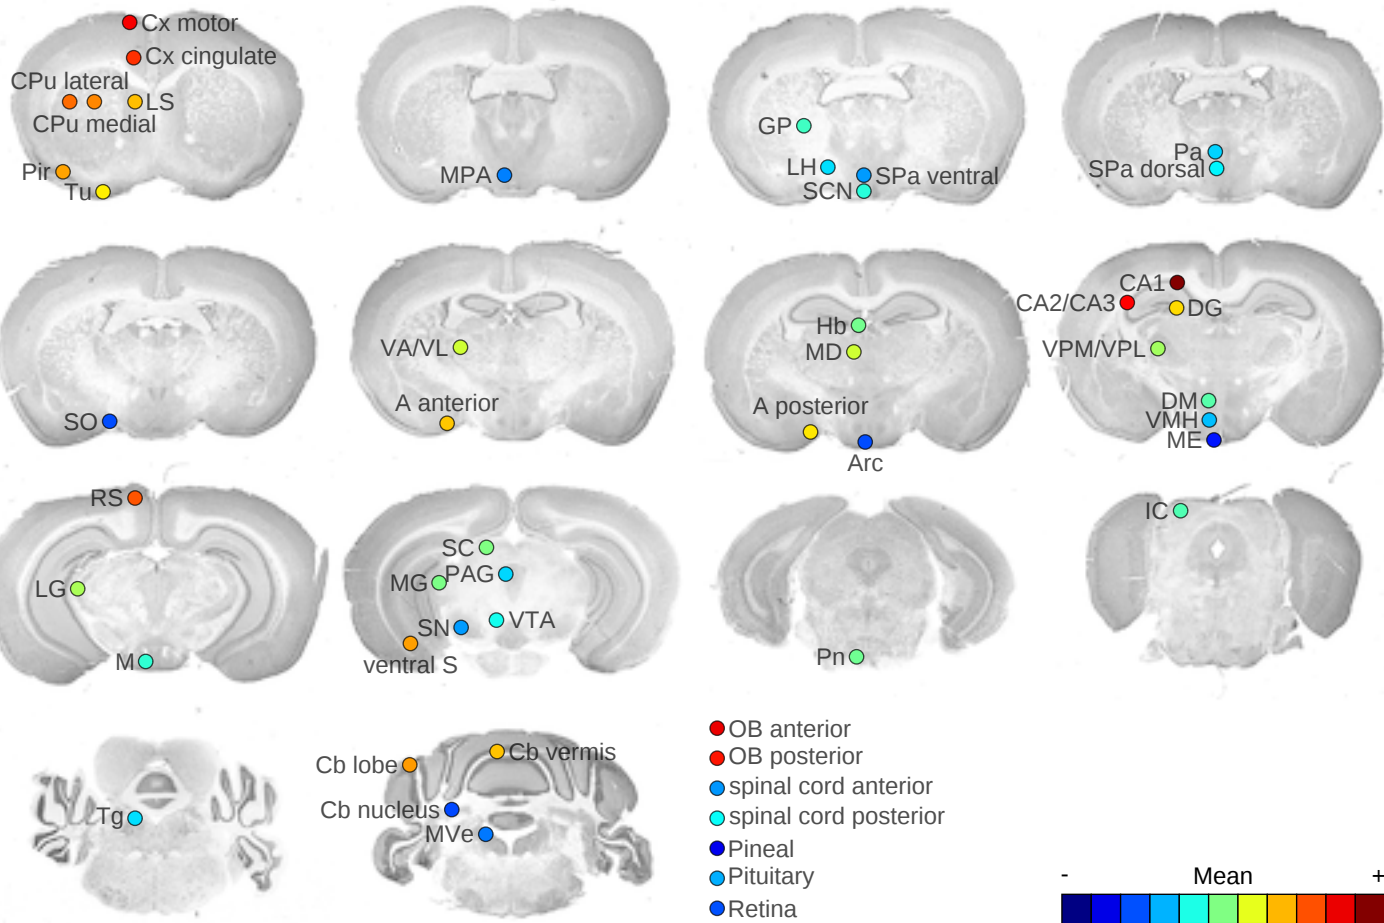 Cx motor
Cx cingulate
CPu lateral
LS
CPu medial
Pir
Tu
MPA
GP
LH
SPa ventral
SCN
Pa
SPa dorsal
SO
VA/VL
A anterior
Hb
MD
A posterior
Arc
CA1
CA2/CA3
DG
VPM/VPL
DM
VMH
ME
RS
LG
M
SC
MG
PAG
SN
VTA
ventral S
Pn
IC
Tg
Cb lobe
Cb vermis
Cb nucleus
MVe
OB anterior
OB posterior
spinal cord anterior
spinal cord posterior
Pineal
Pituitary
Retina
- Mean +